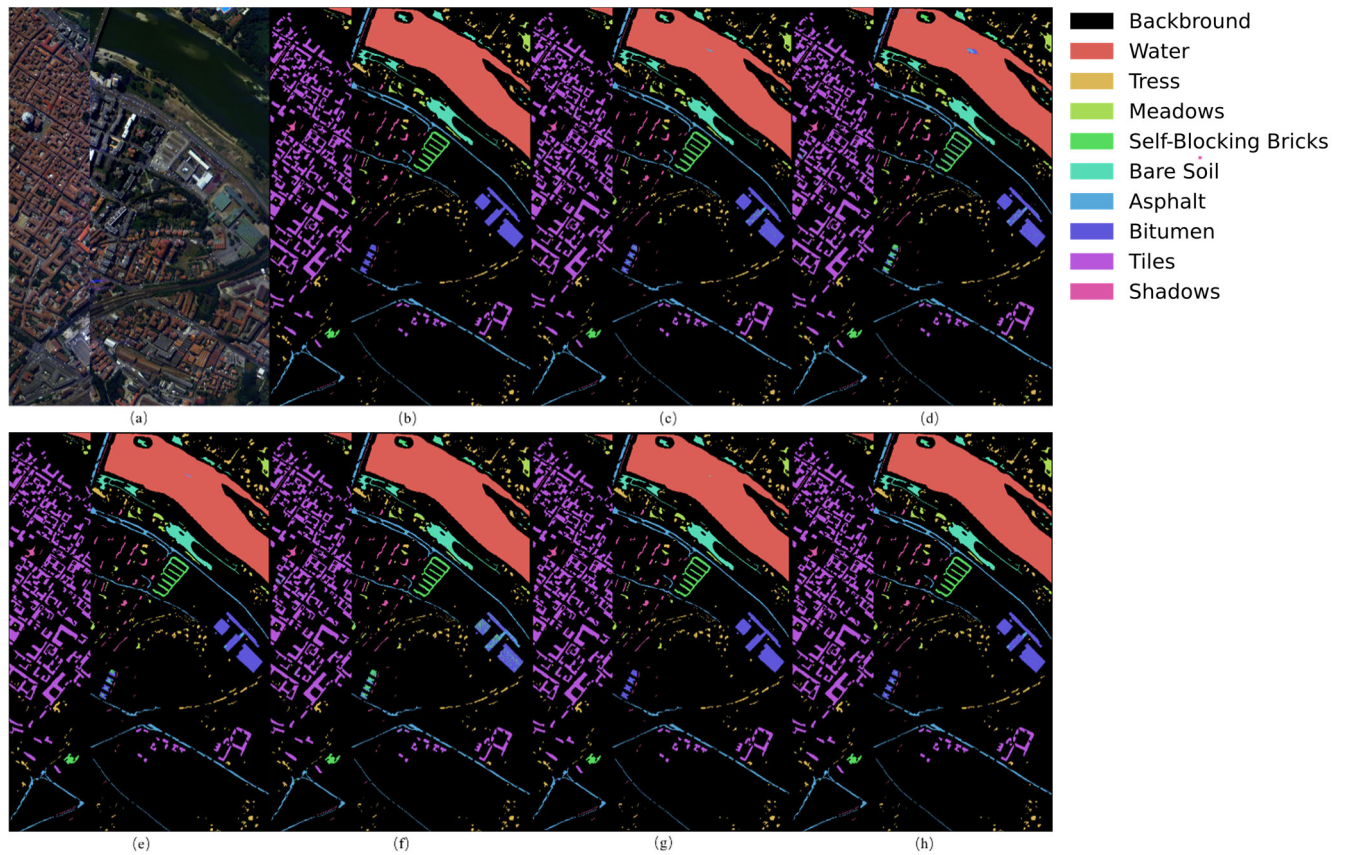 Backbround
Water
Tress
Meadows
Self-Blocking Bricks
Bare Soil
Asphalt
Bitumen
Tiles
Shadows
(a)
(b)
(c)
(d)
(e)
(f)
(g)
(h)